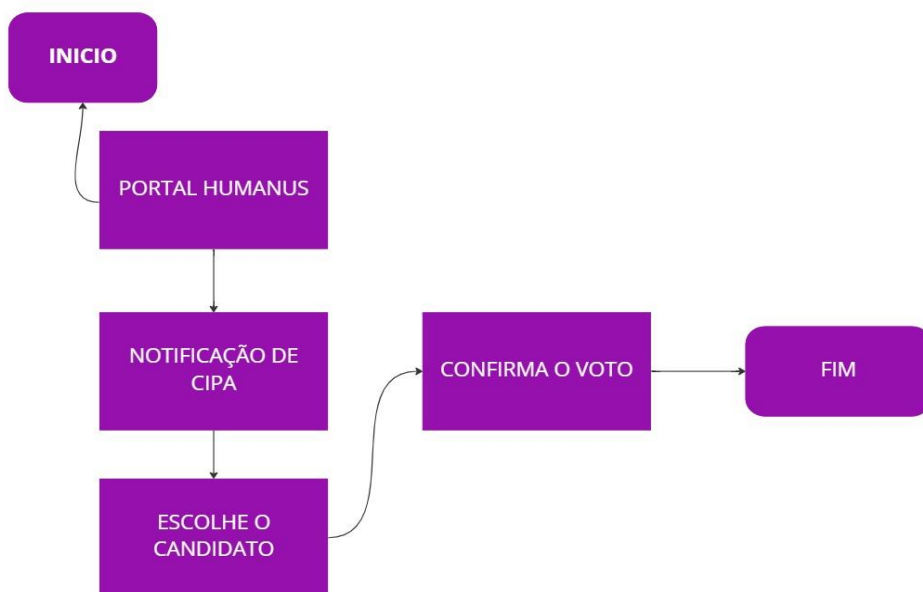 INICIO
PORTAL HUMANUS
NOTIFICAÇÃO DE
CIPA
ESCOLHE O
CANDIDATO
CONFIRMA O VOTO
FIM